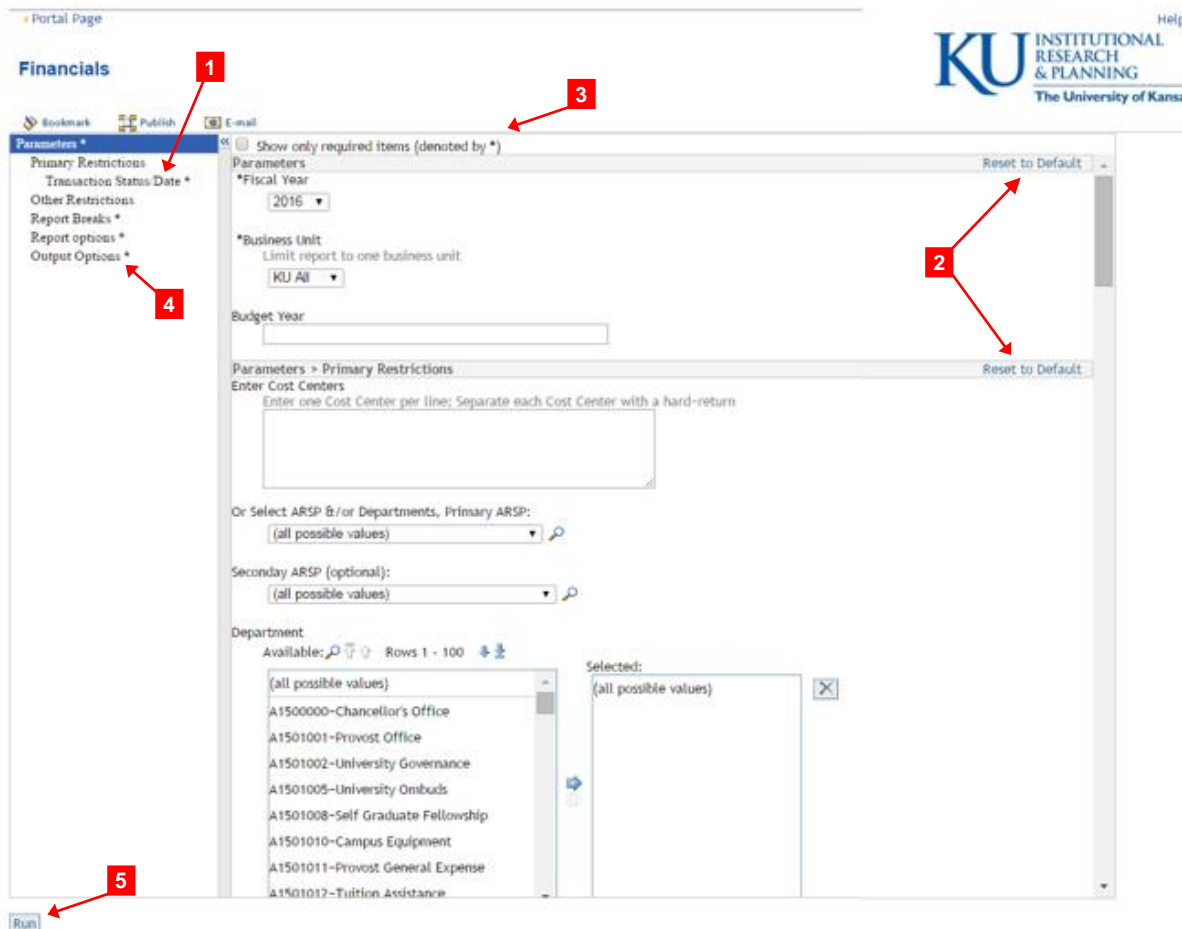 Portal Page
Help
KU INSTITUTIONAL
RESEARCH
& PLANNING
The University of Kansa
Financials
1
3
Bookmark Publish E-mail
Parameters *
Primary Restrictions
Transaction Status/Date *
Other Restrictions
Report Breaks *
Report options *
Output Options *
4
Show only required items (denoted by *)
Parameters Reset to Default
*Fiscal Year
2016
*Business Unit
Limit report to one business unit
KU All
2
Budget Year
Parameters > Primary Restrictions Reset to Default
Enter Cost Centers
Enter one Cost Center per line; Separate each Cost Center with a hard-return
Or Select ARSP &/or Departments, Primary ARSP:
(all possible values)
Seconday ARSP (optional):
(all possible values)
Department
Available: Rows 1 - 100
(all possible values)
A1500000-Chancellor's Office
A1501001-Provost Office
A1501002-University Governance
A1501005-University Ombuds
A1501008-Self Graduate Fellowship
A1501010-Campus Equipment
A1501011-Provost General Expense
A1501012-Tuition Assistance
Selected:
(all possible values)
5
Run